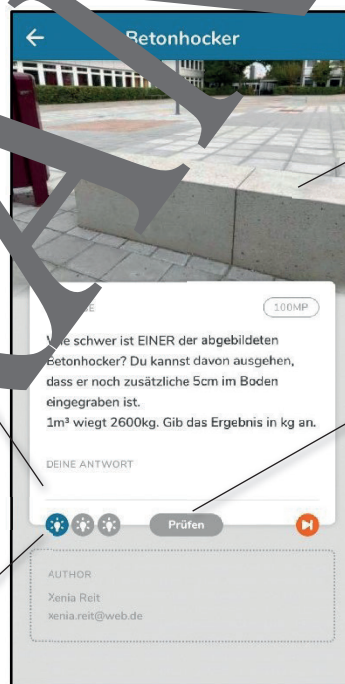 Betonhocker
100MP
schwer ist EINER der abgebildeten
Betonhocker? Du kannst davon ausgehen,
dass er noch zusätzliche 5cm im Boden
eingegraben ist.
1m³ wiegt 2600kg. Gib das Ergebnis in kg an.
DEINE ANTWORT
Prüfen
AUTHOR
Xenia Reit
xenia.reit@web.de